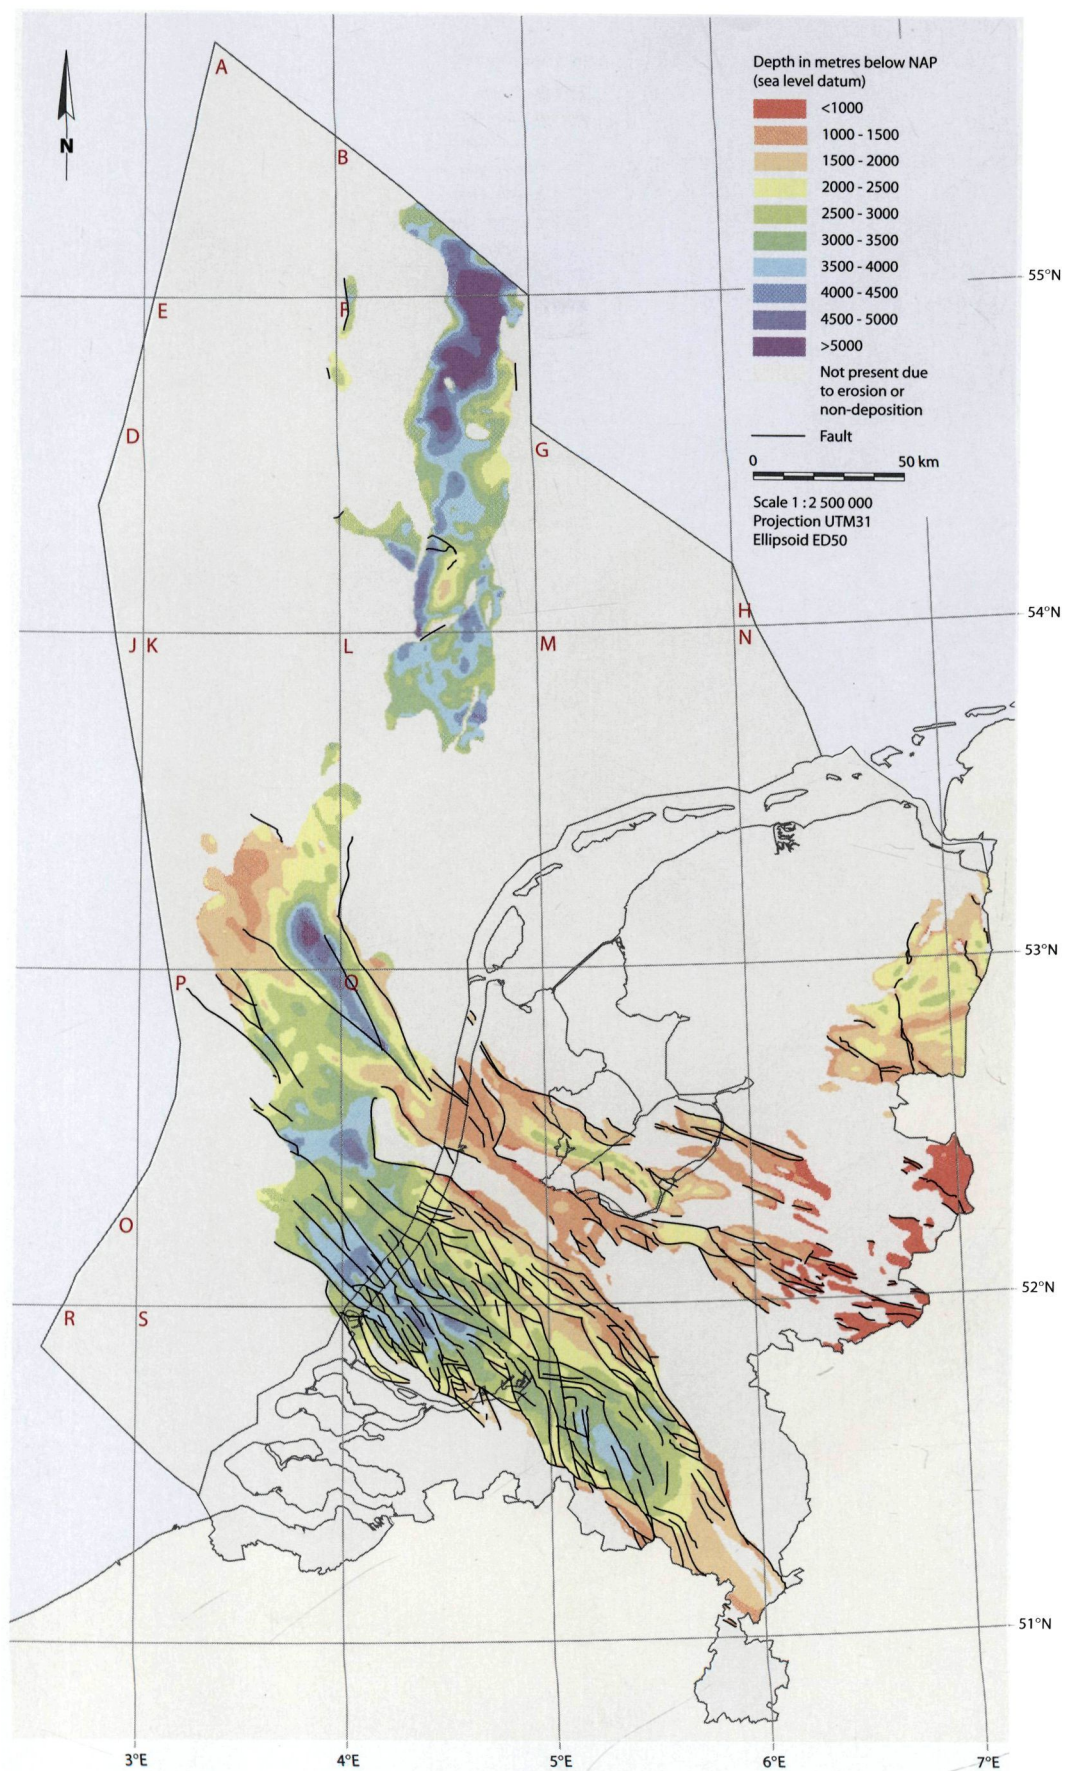 A
B
Depth in metres below NAP
(sea level datum)
<1000
1000 - 1500
1500 - 2000
2000 - 2500
2500 - 3000
3000 - 3500
3500 - 4000
4000 - 4500
4500 - 5000
>5000
Not present due
to erosion or
non-deposition
Fault
0 50 km
Scale 1 : 2 500 000
Projection UTM31
Ellipsoid ED50
N
55°N
E
F
D
G
54°N
H
J K
L
M
N
53°N
P
Q
O
52°N
R
S
51°N
3°E
4°E
5°E
6°E
7°E